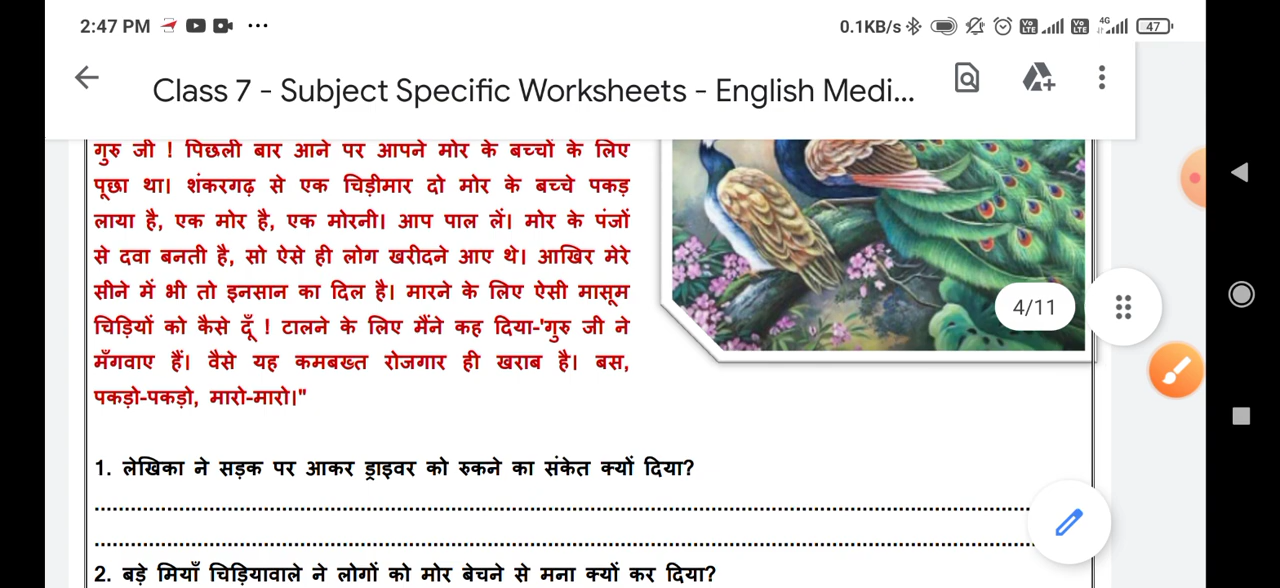 2:47 PM ... 0.1KB/s 4G 47
Class 7 - Subject Specific Worksheets - English Medi...
गुरु जी ! पिछली बार आने पर आपने मोर के बच्चों के लिए
पूछा था। शंकरगढ़ से एक चिड़ीमार दो मोर के बच्चे पकड़
लाया है, एक मोर है, एक मोरनी। आप पाल लें। मोर के पंजों
से दवा बनती है, सो ऐसे ही लोग खरीदने आए थे। आखिर मेरे
सीने में भी तो इनसान का दिल है। मारने के लिए ऐसी मासूम
चिड़ियों को कैसे दूँ ! टालने के लिए मैंने कह दिया-'गुरु जी ने
मँगवाए हैं। वैसे यह कमबख्त रोजगार ही खराब है। बस,
पकड़ो-पकड़ो, मारो-मारो।"
4/11
1. लेखिका ने सड़क पर आकर ड्राइवर को रुकने का संकेत क्यों दिया?
2. बड़े मियाँ चिड़ियावाले ने लोगों को मोर बेचने से मना क्यों कर दिया?